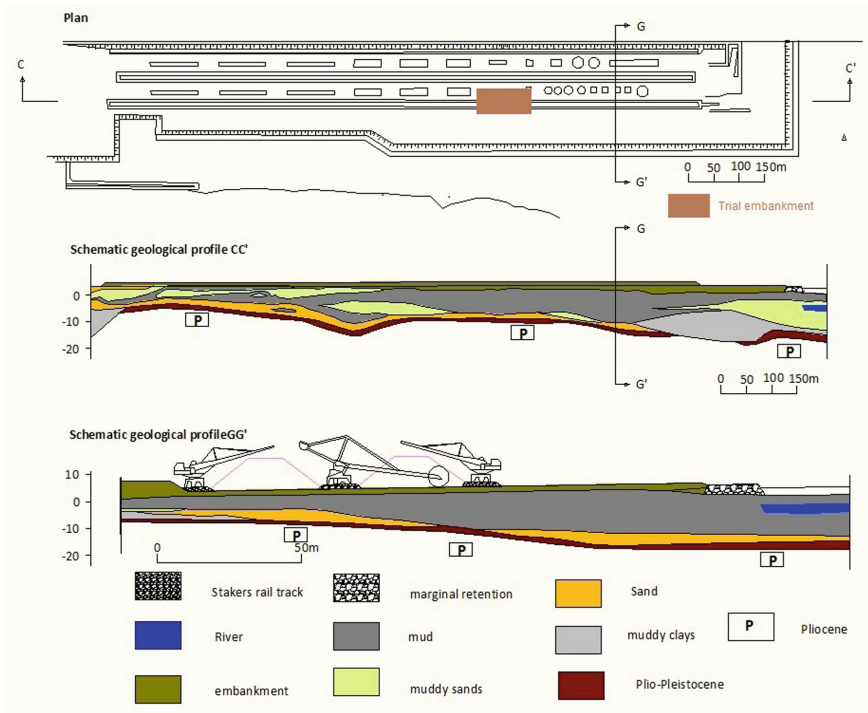 Plan
G
C
C'
0 50 100 150m
G'
Trial embankment
G
Schematic geological profile CC'
0
-10
-20
P
P
P
G'
0 50 100 150m
Schematic geological profileGG'
10
0
-10
-20
P
P
P
0 50m
Stakers rail track
marginal retention
Sand
River
mud
muddy clays
P Pliocene
embankment
muddy sands
Plio-Pleistocene